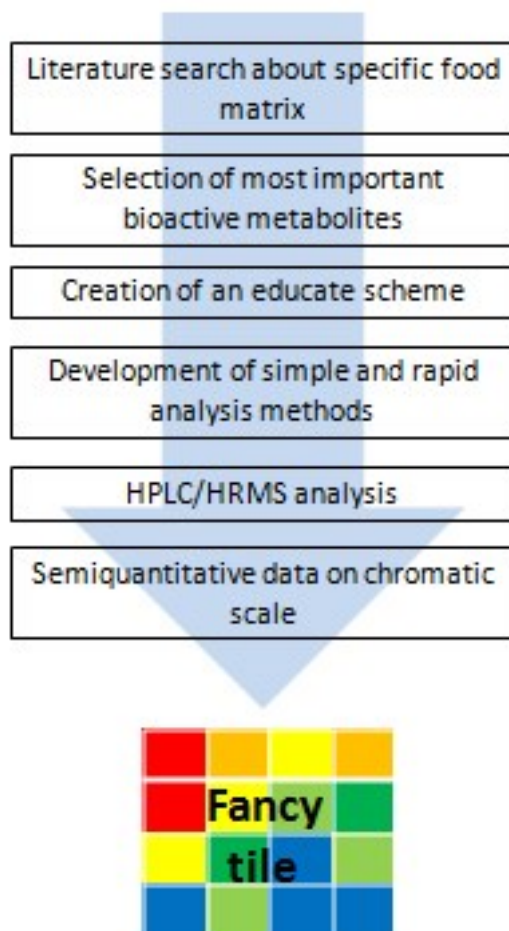 Literature search about specific food
matrix
Selection of most important
bioactive metabolites
Creation of an educate scheme
Development of simple and rapid
analysis methods
HPLC/HRMS analysis
Semiquantitative data on chromatic
scale
Fancy
tile